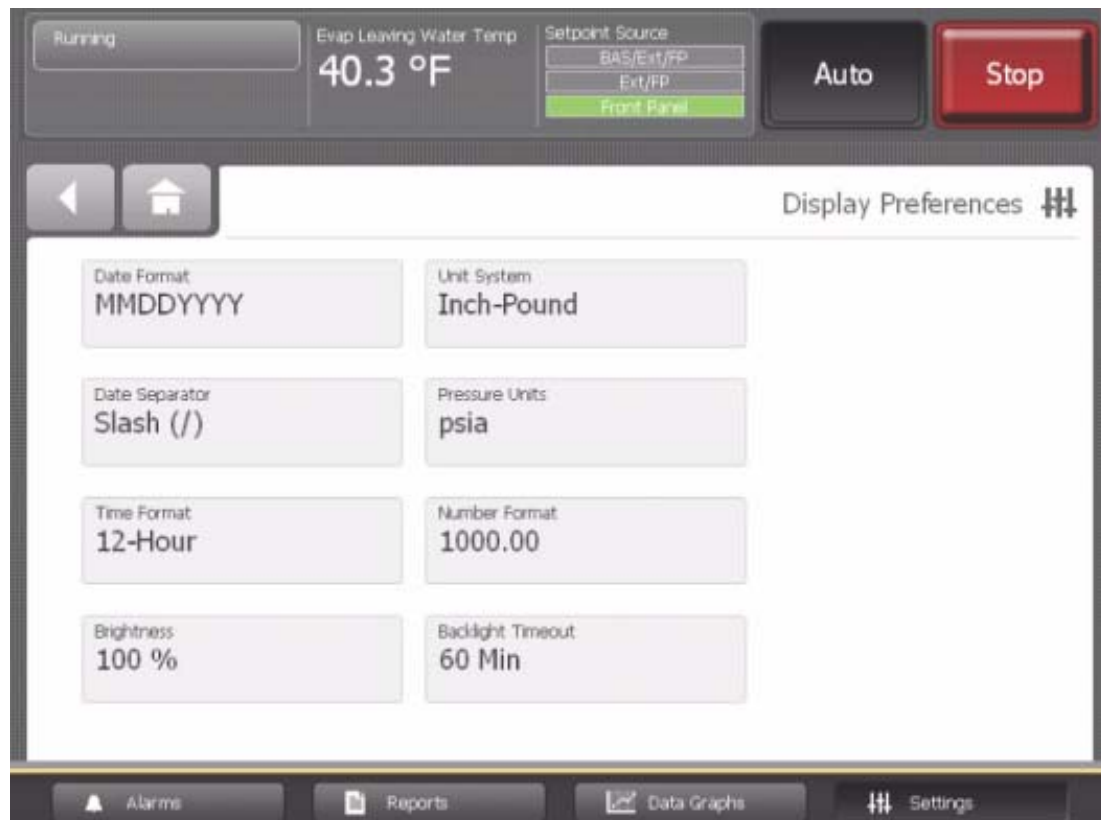 Running
Evap Leaving Water Temp
40.3 °F
Setpoint Source
BAS/Ext/FP
Ext/FP
Front Panel
Auto
Stop
Display Preferences
Date Format
MMDDYYYY
Unit System
Inch-Pound
Date Separator
Slash (/)
Pressure Units
psia
Time Format
12-Hour
Number Format
1000.00
Brightness
100 %
Backlight Timeout
60 Min
Alarms
Reports
Data Graphs
Settings